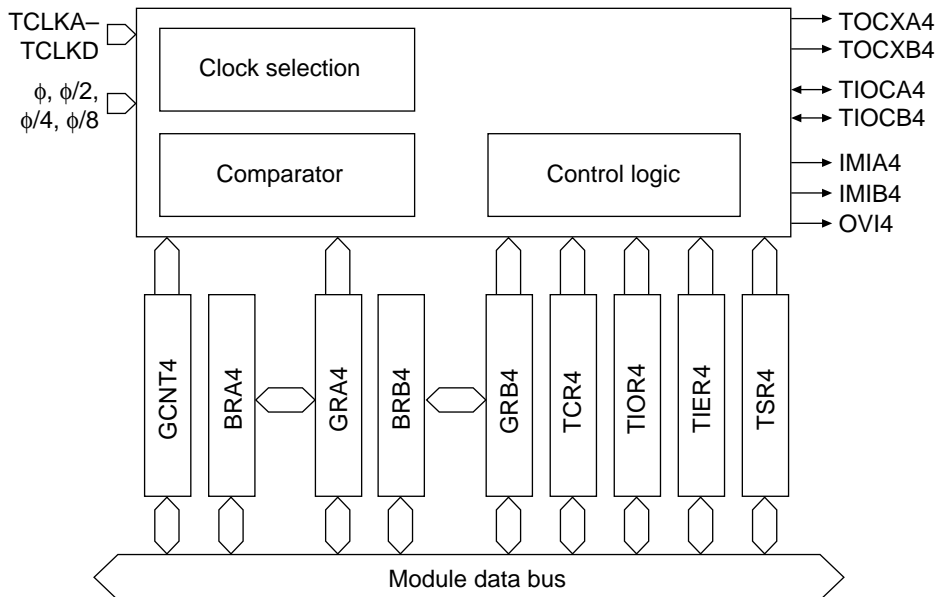 TCLKA–
TCLKD
ϕ, ϕ/2,
ϕ/4, ϕ/8
Clock selection
Comparator
Control logic
TOCXA4
TOCXB4
TIOCA4
TIOCB4
IMIA4
IMIB4
OVI4
GCNT4
BRA4
GRA4
BRB4
GRB4
TCR4
TIOR4
TIER4
TSR4
Module data bus